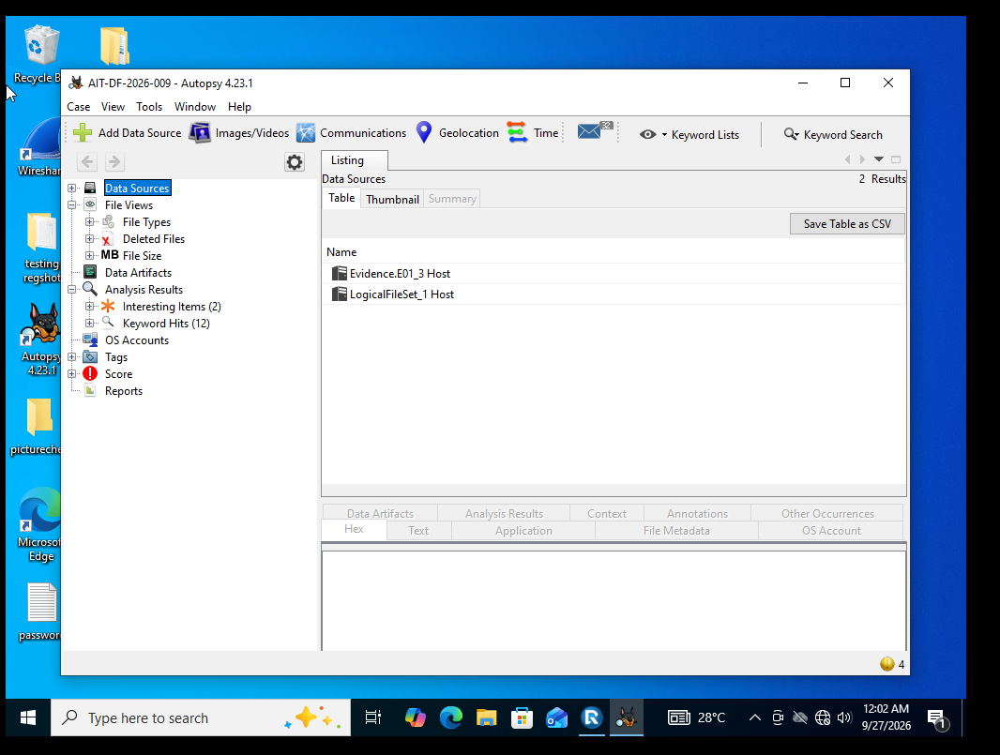 Recycle B
AIT-DF-2026-009 - Autopsy 4.23.1
Case View Tools Window Help
Add Data Source Images/Videos Communications Geolocation Time 32 Keyword Lists Keyword Search
Wireshar
Listing
Data Sources 2 Results
Table Thumbnail Summary
Save Table as CSV
Name
Evidence.E01_3 Host
LogicalFileSet_1 Host
Data Sources
File Views
File Types
Deleted Files
MB File Size
Data Artifacts
Analysis Results
Interesting Items (2)
Keyword Hits (12)
OS Accounts
Tags
Score
Reports
testing
regshot
Autopsy
4.23.1
pictureche
Microsof
Edge
passwor
Data Artifacts Analysis Results Context Annotations Other Occurrences
Hex Text Application File Metadata OS Account
4
Type here to search
28°C
12:02 AM
9/27/2026
1